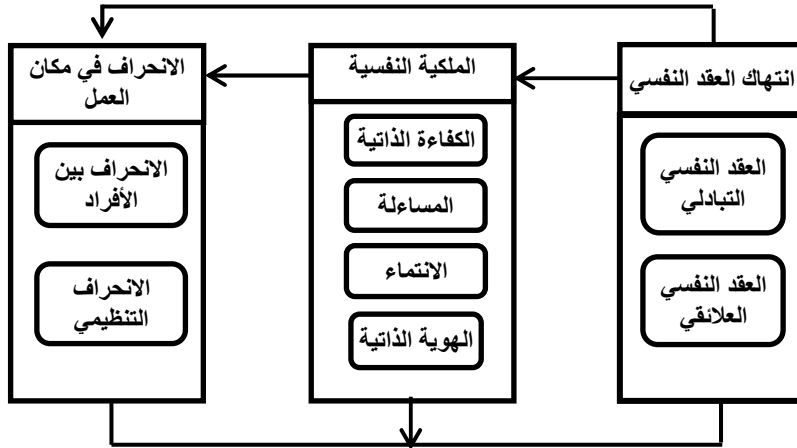 انتهاك العقد النفسي
العقد النفسي
التبادلي
العقد النفسي
العلائقي
الملكية النفسية
الكفاءة الذاتية
المساءلة
الانتماء
الهوية الذاتية
الانحراف في مكان
العمل
الانحراف بين
الأفراد
الانحراف
التنظيمي